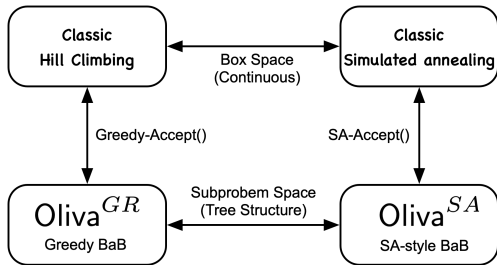 Classic
Hill Climbing
Box Space
(Continuous)
Classic
Simulated annealing
Greedy-Accept()
SA-Accept()
Oliva^{GR}
Greedy BaB
Subprobem Space
(Tree Structure)
Oliva^{SA}
SA-style BaB